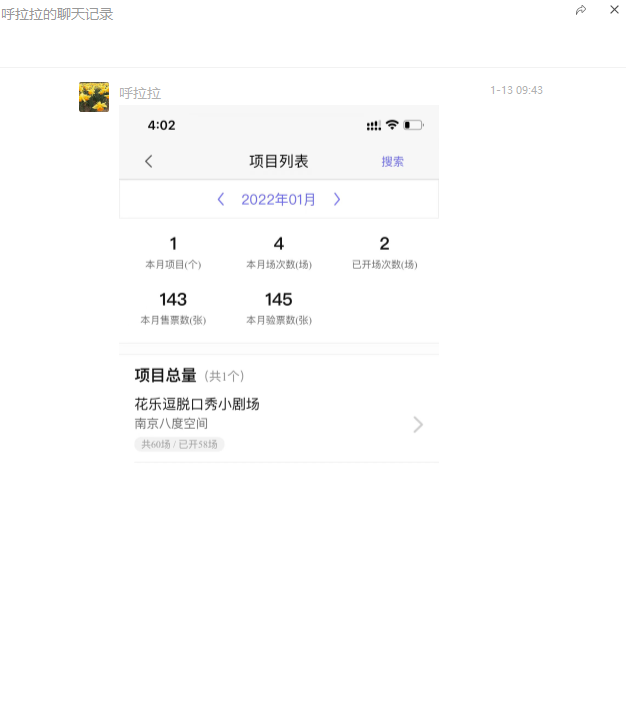 呼拉拉的聊天记录
呼拉拉 1-13 09:43
4:02
项目列表 搜索
2022年01月
1 4 2
本月项目(个) 本月场次数(场) 已开场次数(场)
143 145
本月售票数(张) 本月验票数(张)
项目总量 (共1个)
花乐逗脱口秀小剧场
南京八度空间
共60场 / 已开58场